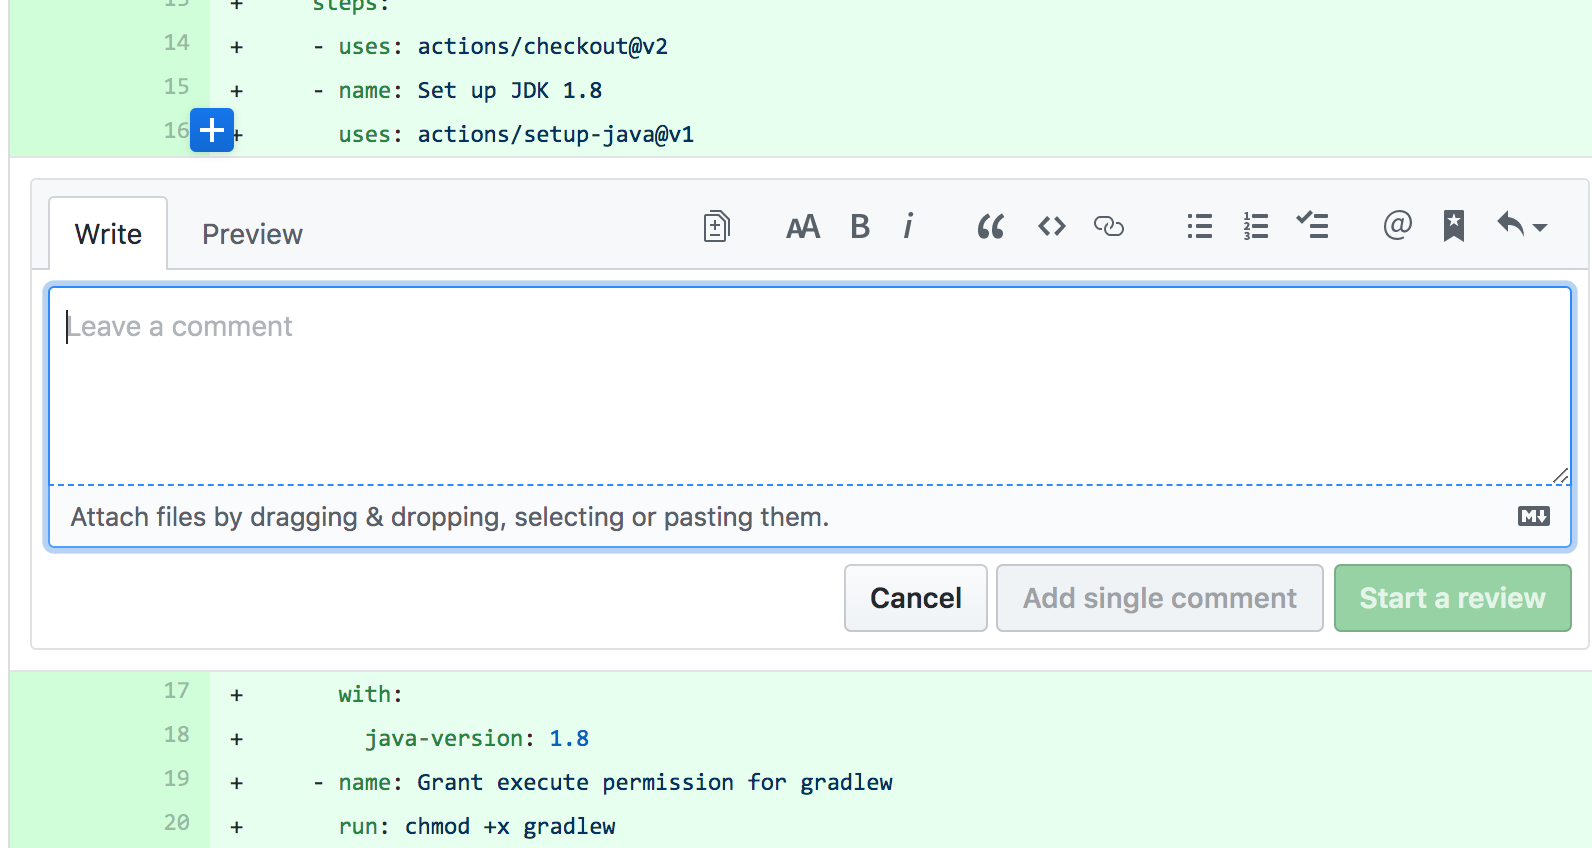 13 + steps:
14 + - uses: actions/checkout@v2
15 + - name: Set up JDK 1.8
16 + uses: actions/setup-java@v1
Write Preview AA B i
Leave a comment
Attach files by dragging & dropping, selecting or pasting them.
Cancel Add single comment Start a review
17 + with:
18 + java-version: 1.8
19 + - name: Grant execute permission for gradlew
20 + run: chmod +x gradlew